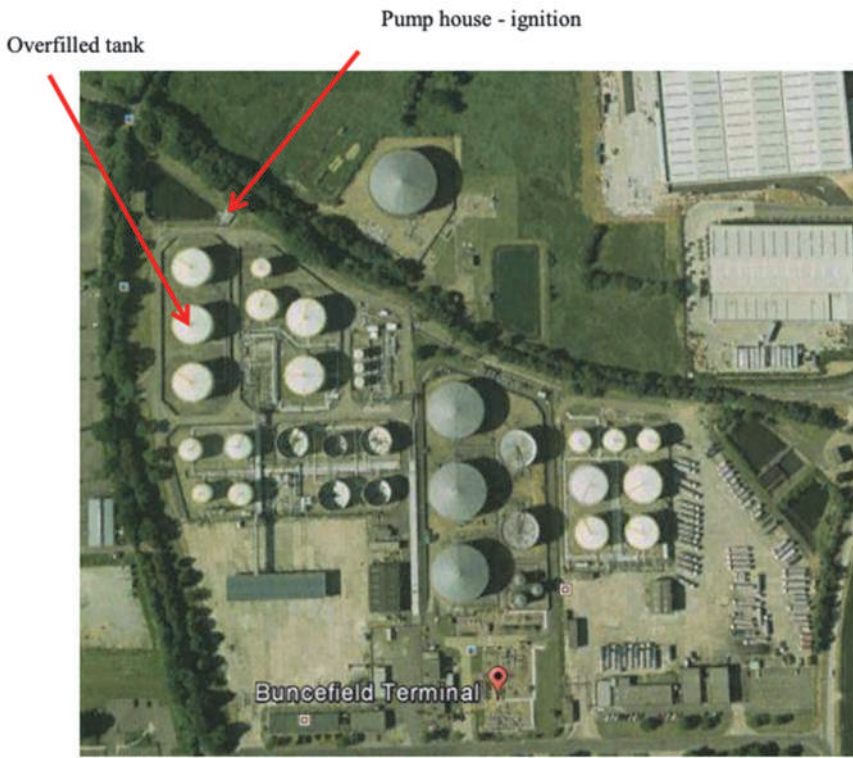 Pump house - ignition
Overfilled tank
Buncefield Terminal